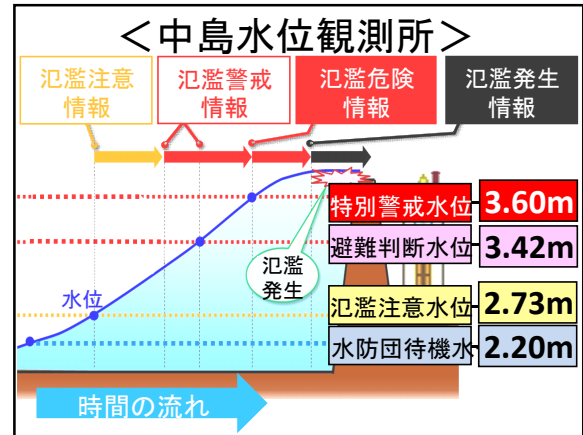 ＜中島水位観測所＞
氾濫注意
情報
氾濫警戒
情報
氾濫危険
情報
氾濫発生
情報
特別警戒水位
3.60m
避難判断水位
3.42m
氾濫
発生
水位
氾濫注意水位
2.73m
水防団待機水
2.20m
時間の流れ